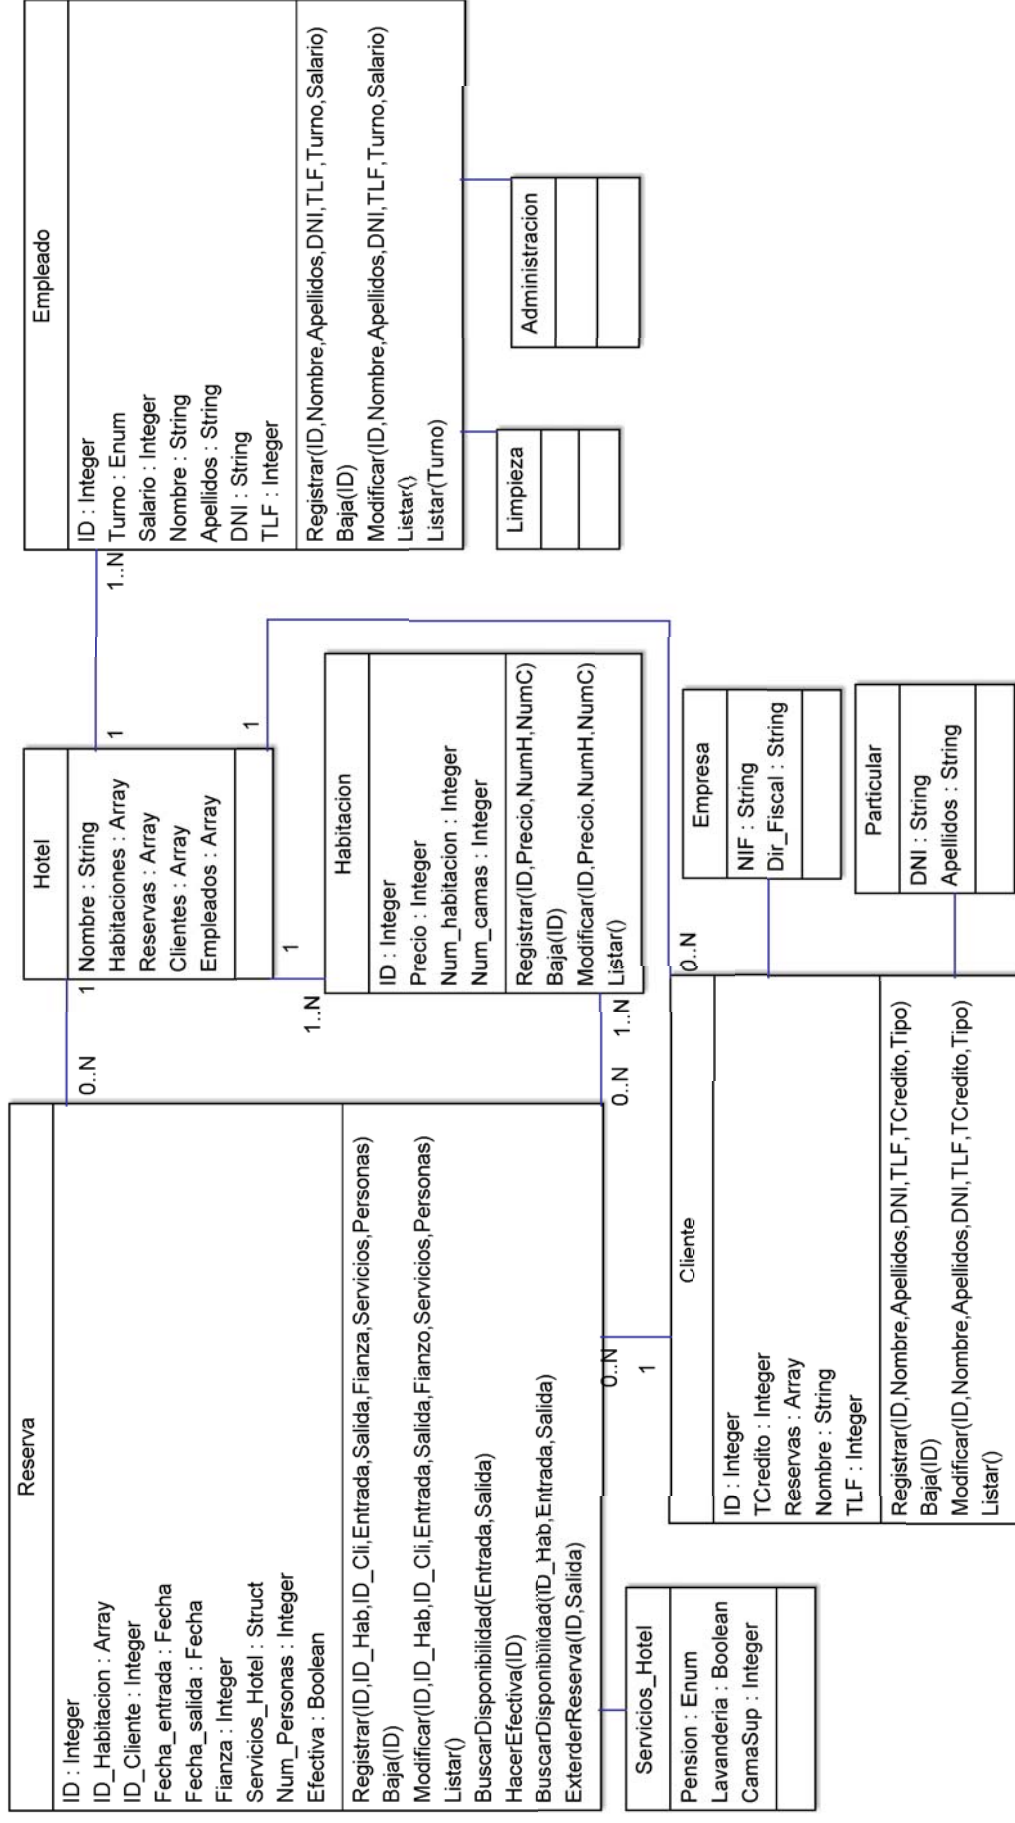 Reserva
ID : Integer
ID_Habitacion : Array
ID_Cliente : Integer
Fecha_entrada : Fecha
Fecha_salida : Fecha
Fianza : Integer
Servicios_Hotel : Struct
Num_Personas : Integer
Efectiva : Boolean
Registrar(ID,ID_Hab,ID_Cli,Entrada,Salida,Fianza,Servicios,Personas)
Baja(ID)
Modificar(ID,ID_Hab,ID_Cli,Entrada,Salida,Fianzo,Servicios,Personas)
Listar()
BuscarDisponibilidad(Entrada,Salida)
HacerEfectiva(ID)
BuscarDisponibilidad(ID_Hab,Entrada,Salida)
ExterderReserva(ID,Salida)
0..N
1
Hotel
Nombre : String
Habitaciones : Array
Reservas : Array
Clientes : Array
Empleados : Array
1
1..N
Empleado
ID : Integer
Turno : Enum
Salario : Integer
Nombre : String
Apellidos : String
DNI : String
TLF : Integer
Registrar(ID,Nombre,Apellidos,DNI,TLF,Turno,Salario)
Baja(ID)
Modificar(ID,Nombre,Apellidos,DNI,TLF,Turno,Salario)
Listar()
Listar(Turno)
1
1
1..N
Habitacion
ID : Integer
Precio : Integer
Num_habitacion : Integer
Num_camas : Integer
Registrar(ID,Precio,NumH,NumC)
Baja(ID)
Modificar(ID,Precio,NumH,NumC)
Listar()
0..N
1..N
Limpieza
Administracion
0..N
1
Servicios_Hotel
Pension : Enum
Lavanderia : Boolean
CamaSup : Integer
Cliente
ID : Integer
TCredito : Integer
Reservas : Array
Nombre : String
TLF : Integer
Registrar(ID,Nombre,Apellidos,DNI,TLF,TCredito,Tipo)
Baja(ID)
Modificar(ID,Nombre,Apellidos,DNI,TLF,TCredito,Tipo)
Listar()
0..N
Empresa
NIF : String
Dir_Fiscal : String
Particular
DNI : String
Apellidos : String